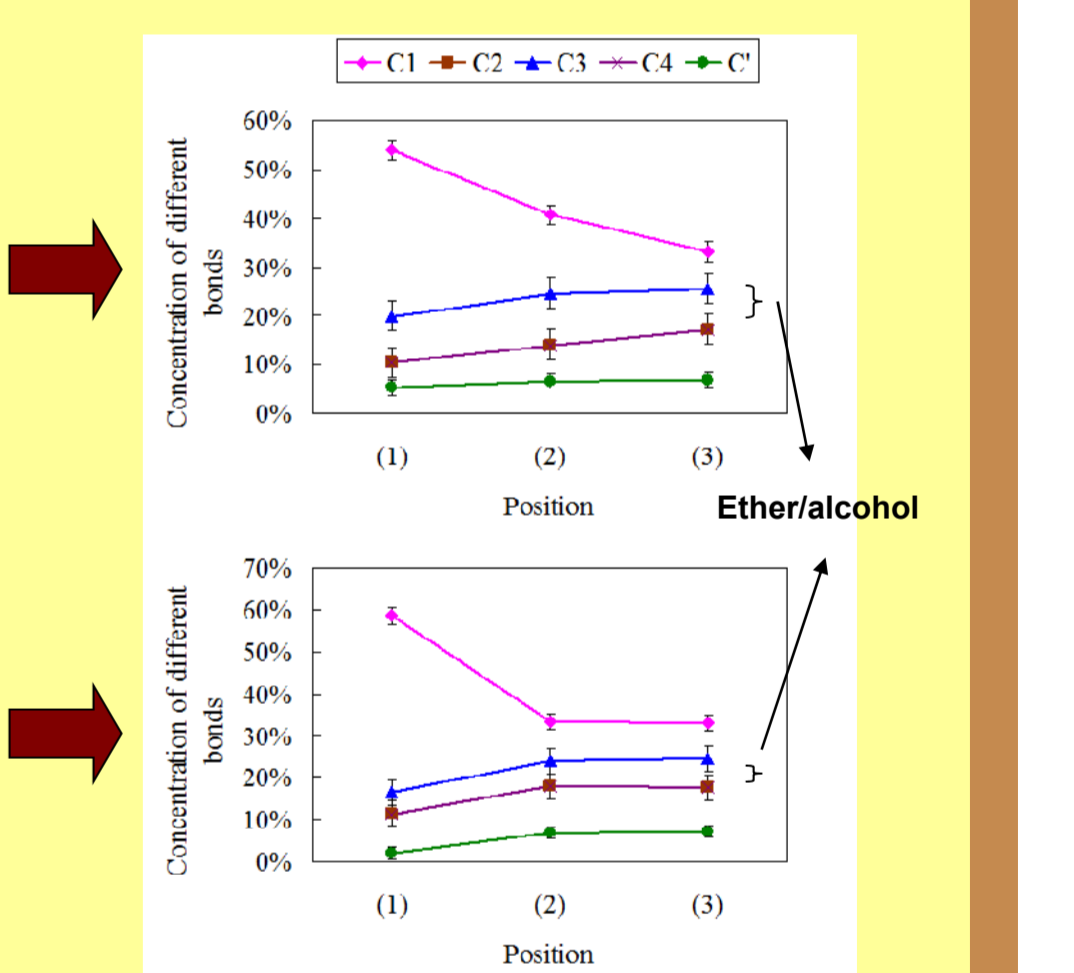 C1 C2 C3 C4 C'
60%
50%
40%
30%
20%
10%
0%
Concentration of different
bonds
(1) (2) (3)
Position
Ether/alcohol
70%
60%
50%
40%
30%
20%
10%
0%
Concentration of different
bonds
(1) (2) (3)
Position